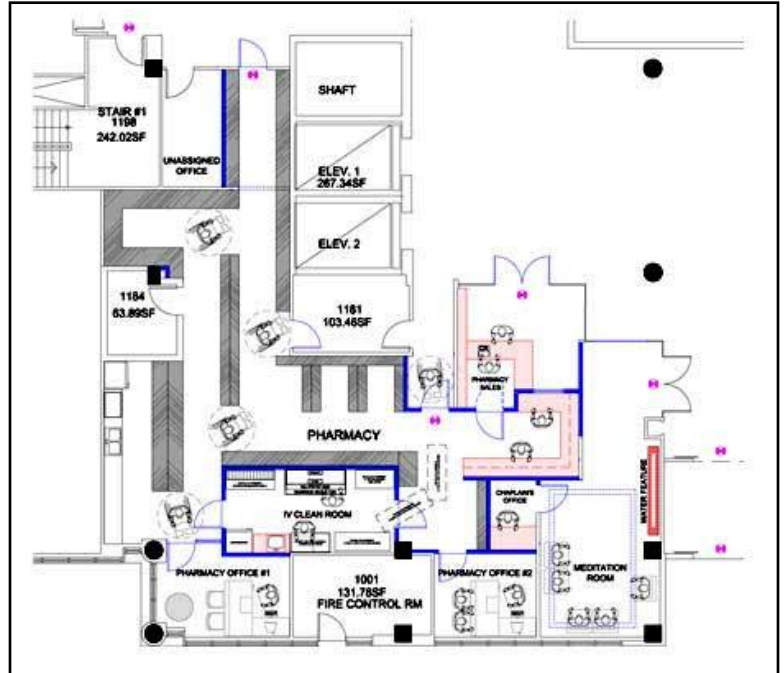 SHAFT
STAIR #1
1198
242.02SF
UNASSIGNED
OFFICE
ELEV. 1
267.34SF
ELEV. 2
1184
63.89SF
1181
103.46SF
PHARMACY
SALES
PHARMACY
CHAPLAIN'S
OFFICE
WATER FEATURE
IV CLEAN ROOM
PHARMACY OFFICE #1
1001
131.78SF
FIRE CONTROL RM
PHARMACY OFFICE #2
MEDITATION
ROOM